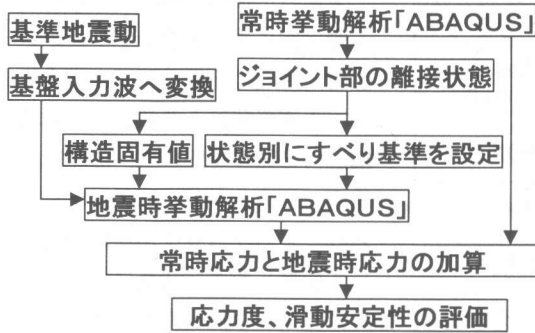 基準地震動
常時挙動解析「ABAQUS」
基盤入力波へ変換
ジョイント部の離接状態
構造固有値
状態別にすべり基準を設定
地震時挙動解析「ABAQUS」
常時応力と地震時応力の加算
応力度、滑動安定性の評価